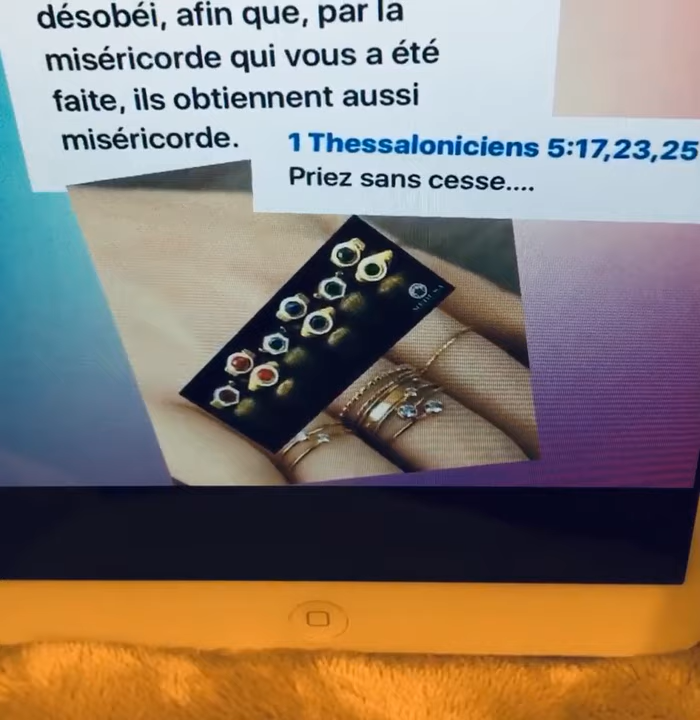 désobéi, afin que, par la
miséricorde qui vous a été
faite, ils obtiennent aussi
miséricorde.
1 Thessaloniciens 5:17,23,25
Priez sans cesse....